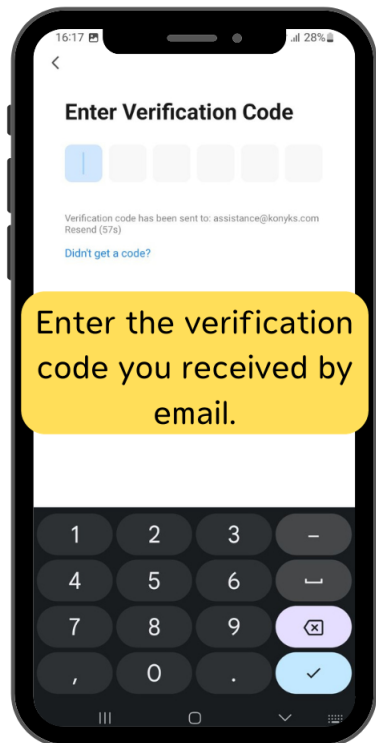 16:17 28%
Enter Verification Code
Verification code has been sent to: assistance@konyks.com
Resend (57s)
Didn't get a code?
Enter the verification
code you received by
email.
1 2 3 –
4 5 6
7 8 9
, 0 .